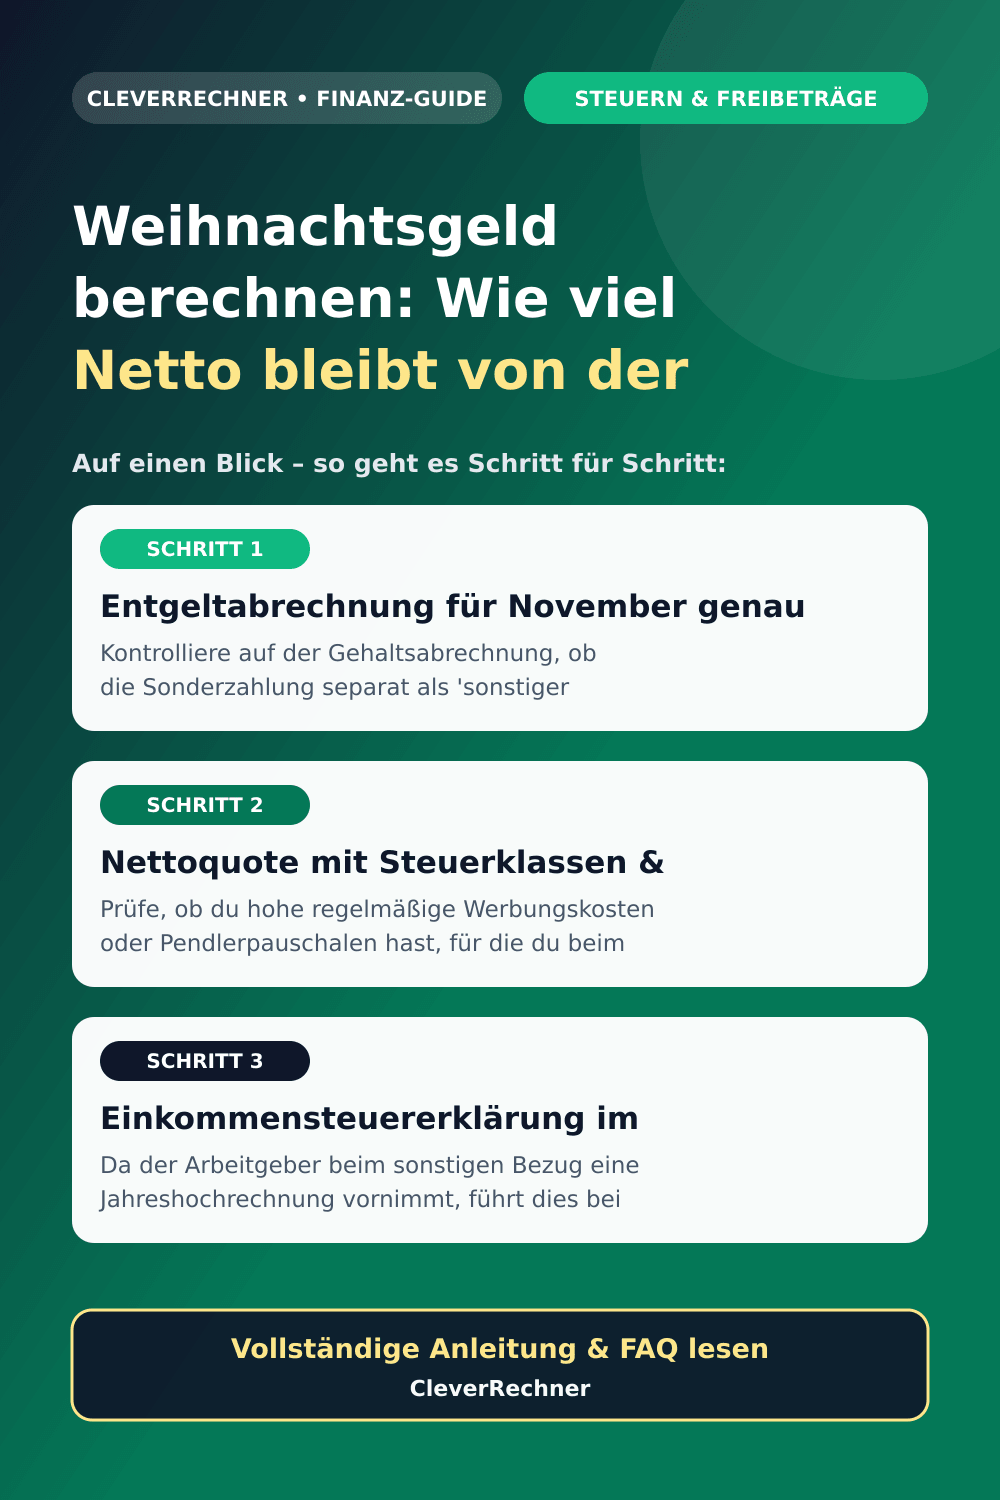 CLEVERRECHNER • FINANZ-GUIDE
STEUERN & FREIBETRÄGE
Weihnachtsgeld
berechnen: Wie viel
Netto bleibt von der
Auf einen Blick – so geht es Schritt für Schritt:
SCHRITT 1
Entgeltabrechnung für November genau
Kontrolliere auf der Gehaltsabrechnung, ob
die Sonderzahlung separat als 'sonstiger
SCHRITT 2
Nettoquote mit Steuerklassen &
Prüfe, ob du hohe regelmäßige Werbungskosten
oder Pendlerpauschalen hast, für die du beim
SCHRITT 3
Einkommensteuererklärung im
Da der Arbeitgeber beim sonstigen Bezug eine
Jahreshochrechnung vornimmt, führt dies bei
Vollständige Anleitung & FAQ lesen
CleverRechner